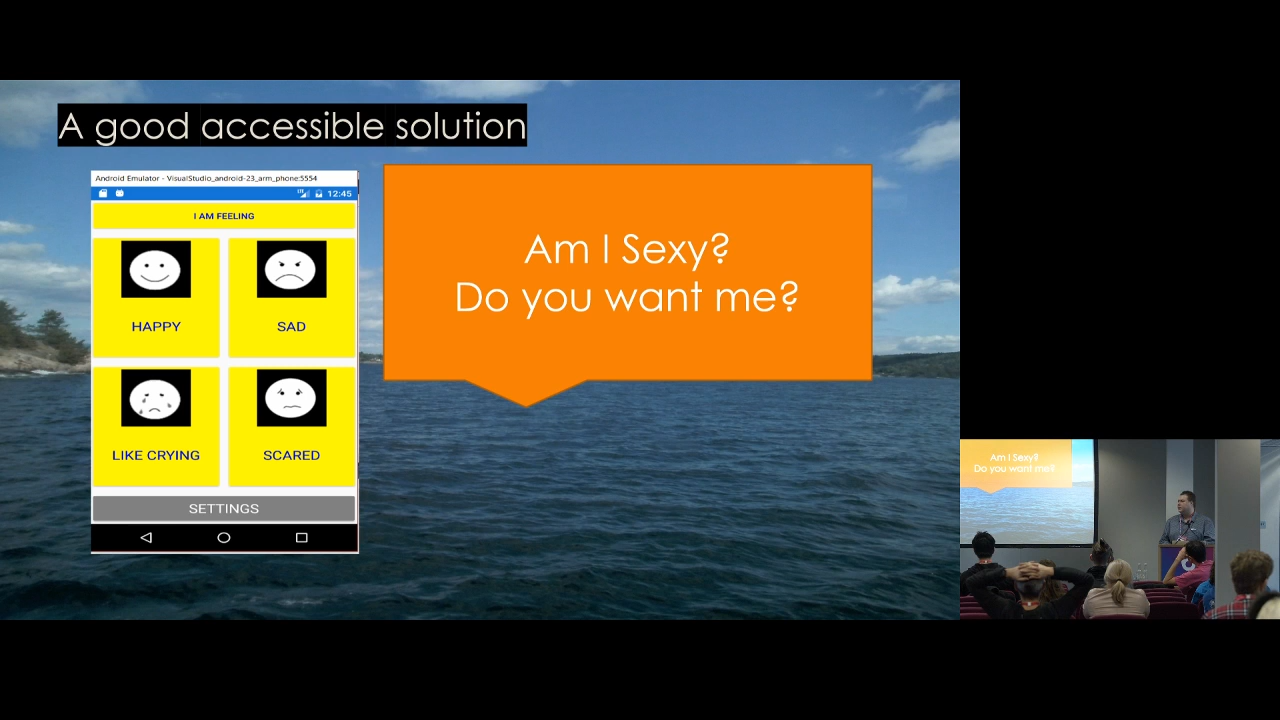 A good accessible solution
Android Emulator - VisualStudio_android-23_arm_phone:5554
LTE 12:45
I AM FEELING
HAPPY
SAD
LIKE CRYING
SCARED
SETTINGS
Am I Sexy?
Do you want me?
Am I Sexy?
Do you want me?